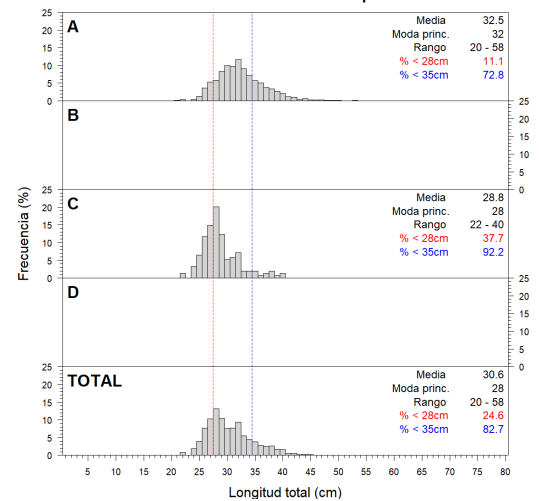 25
20
15
10
5
0
A
Media 32.5
Moda princ. 32
Rango 20 - 58
% < 28cm 11.1
% < 35cm 72.8
B
25
20
15
10
5
0
25
20
15
10
5
0
C
Media 28.8
Moda princ. 28
Rango 22 - 40
% < 28cm 37.7
% < 35cm 92.2
D
25
20
15
10
5
0
25
20
15
10
5
0
TOTAL
Media 30.6
Moda princ. 28
Rango 20 - 58
% < 28cm 24.6
% < 35cm 82.7
Frecuencia (%)
5 10 15 20 25 30 35 40 45 50 55 60 65 70 75 80
Longitud total (cm)